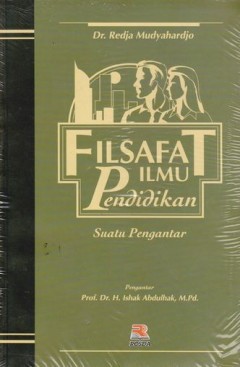 Dr. Redja Mudyahardjo
FILSAFAT
ILMU
Pendidikan
Suatu Pengantar
Pengantar
Prof. Dr. H. Ishak Abdulhak, M.Pd.